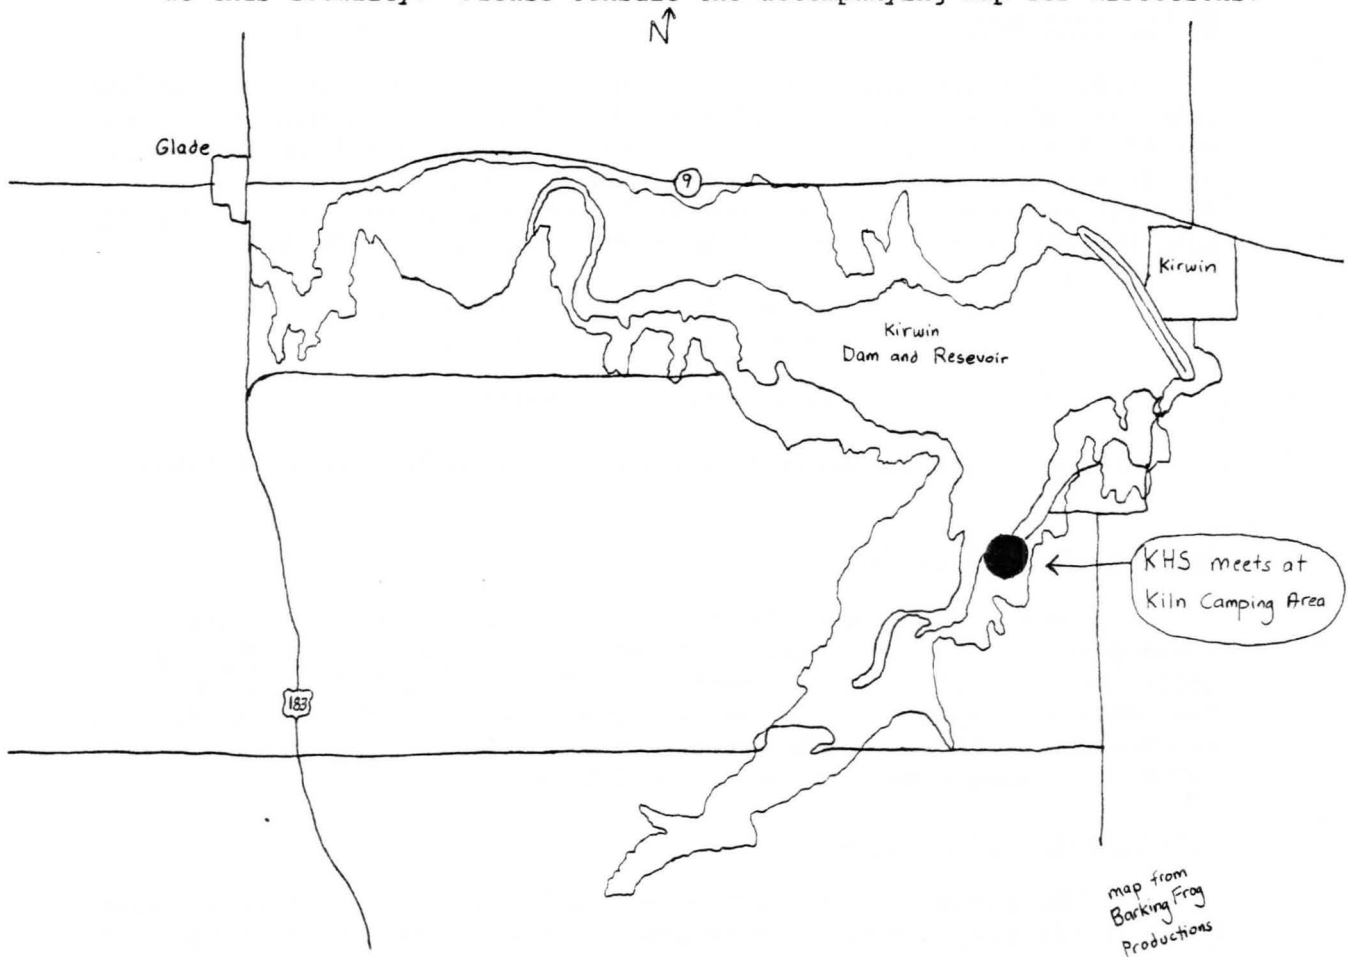 N
Glade
9
Kirwin
Kirwin
Dam and Resevoir
KHS meets at
Kiln Camping Area
183
map from
Barking Frog
Productions